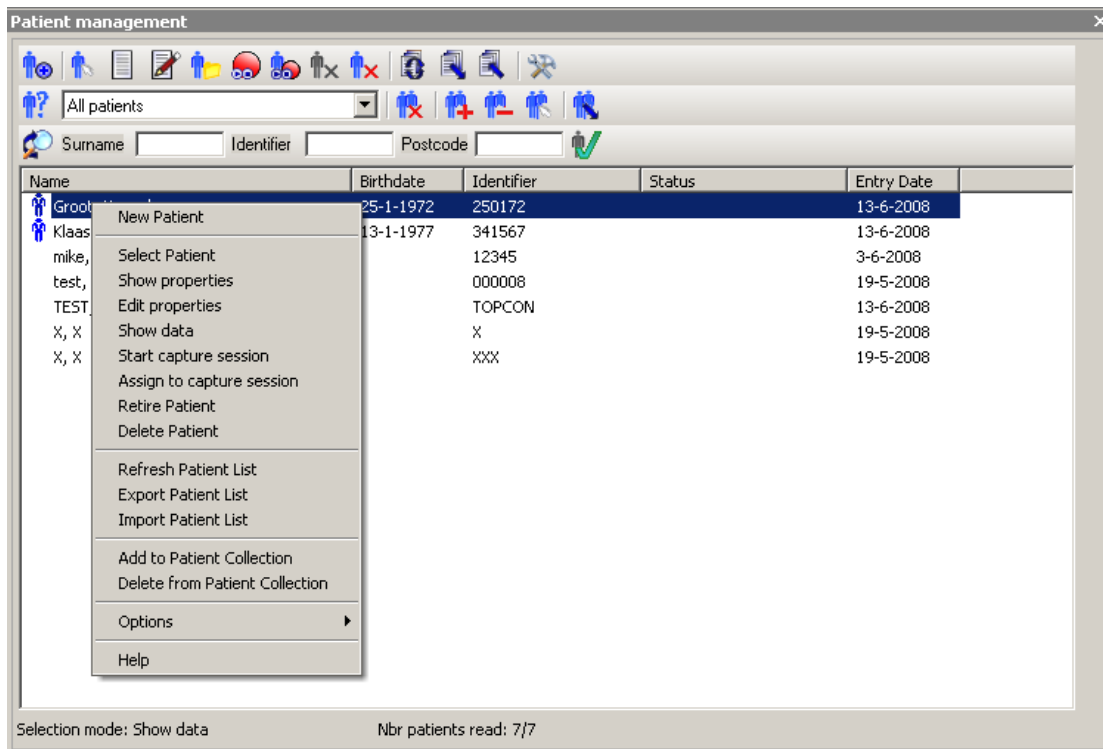 Patient management
All patients
Surname Identifier Postcode
Name Birthdate Identifier Status Entry Date
Groot 25-1-1972 250172 13-6-2008
Klaas 13-1-1977 341567 13-6-2008
mike, 12345 3-6-2008
test, 000008 19-5-2008
TEST_ TOPCON 13-6-2008
X, X X 19-5-2008
X, X XXX 19-5-2008
New Patient
Select Patient
Show properties
Edit properties
Show data
Start capture session
Assign to capture session
Retire Patient
Delete Patient
Refresh Patient List
Export Patient List
Import Patient List
Add to Patient Collection
Delete from Patient Collection
Options
Help
Selection mode: Show data Nbr patients read: 7/7